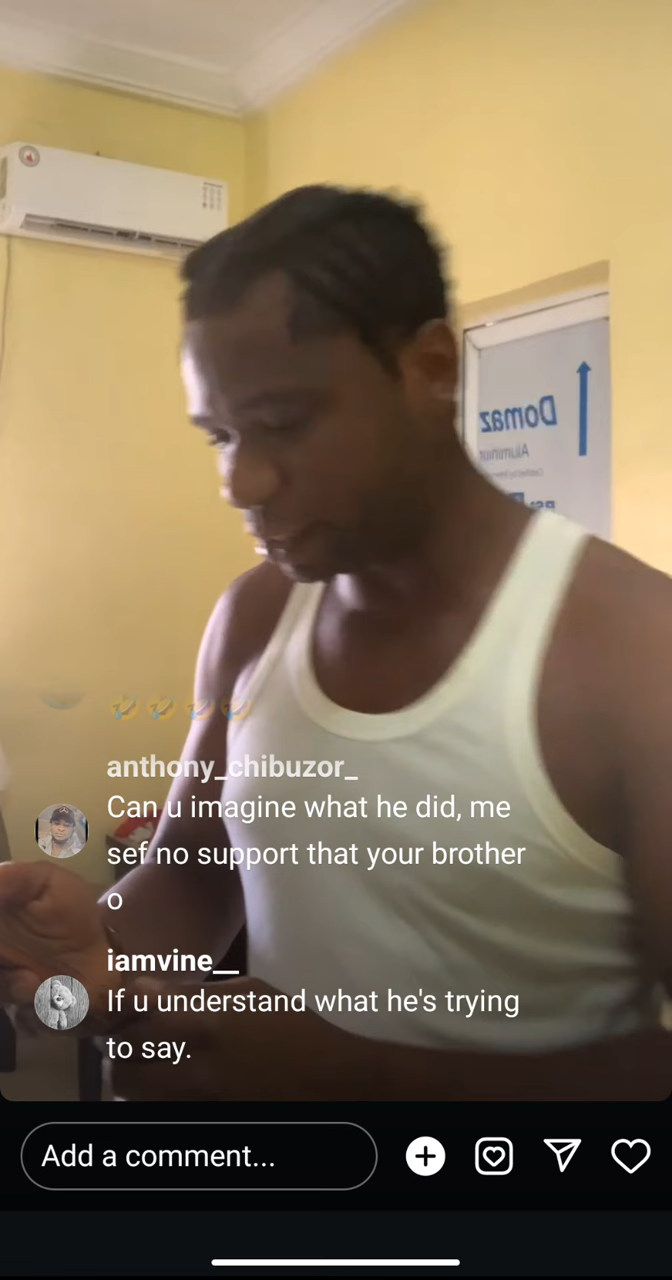 Domaz
Aluminium
🤣🤣🤣🤣
anthony_chibuzor_
Can u imagine what he did, me
sef no support that your brother
o
iamvine__
If u understand what he's trying
to say.
Add a comment...